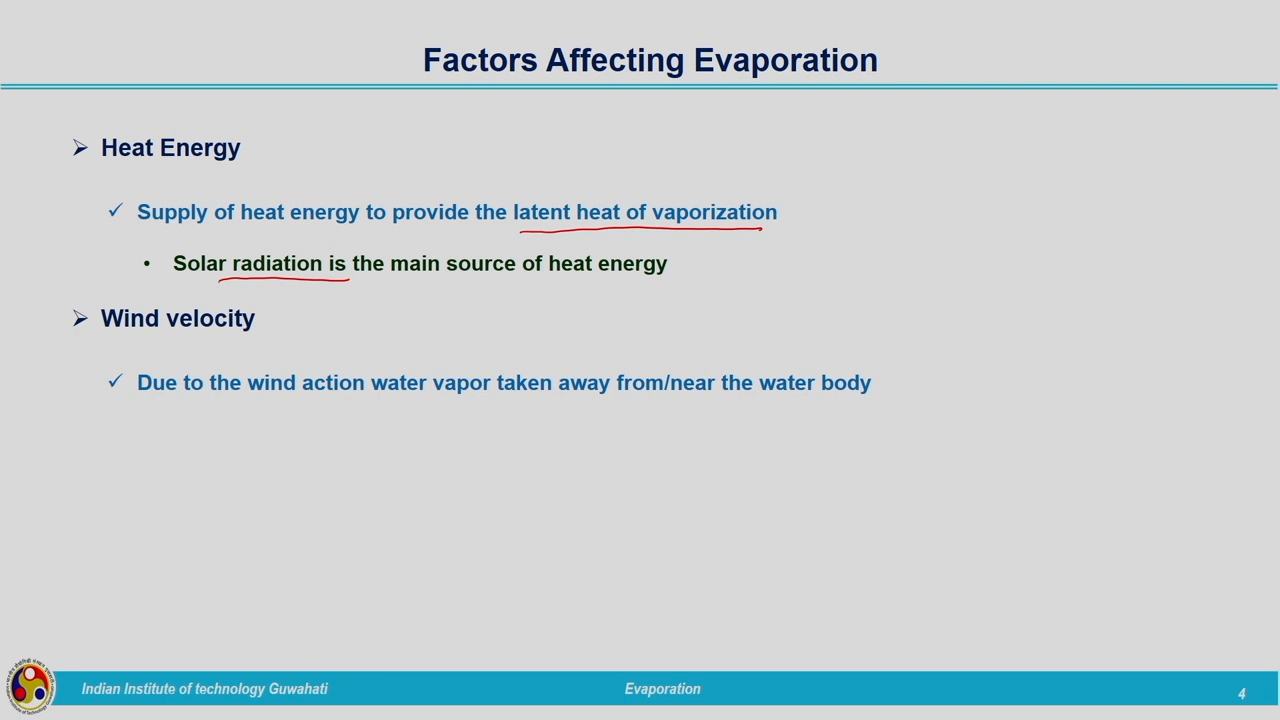 Factors Affecting Evaporation
➢ Heat Energy
✓ Supply of heat energy to provide the latent heat of vaporization
• Solar radiation is the main source of heat energy
➢ Wind velocity
✓ Due to the wind action water vapor taken away from/near the water body
Indian Institute of technology Guwahati
Evaporation
4